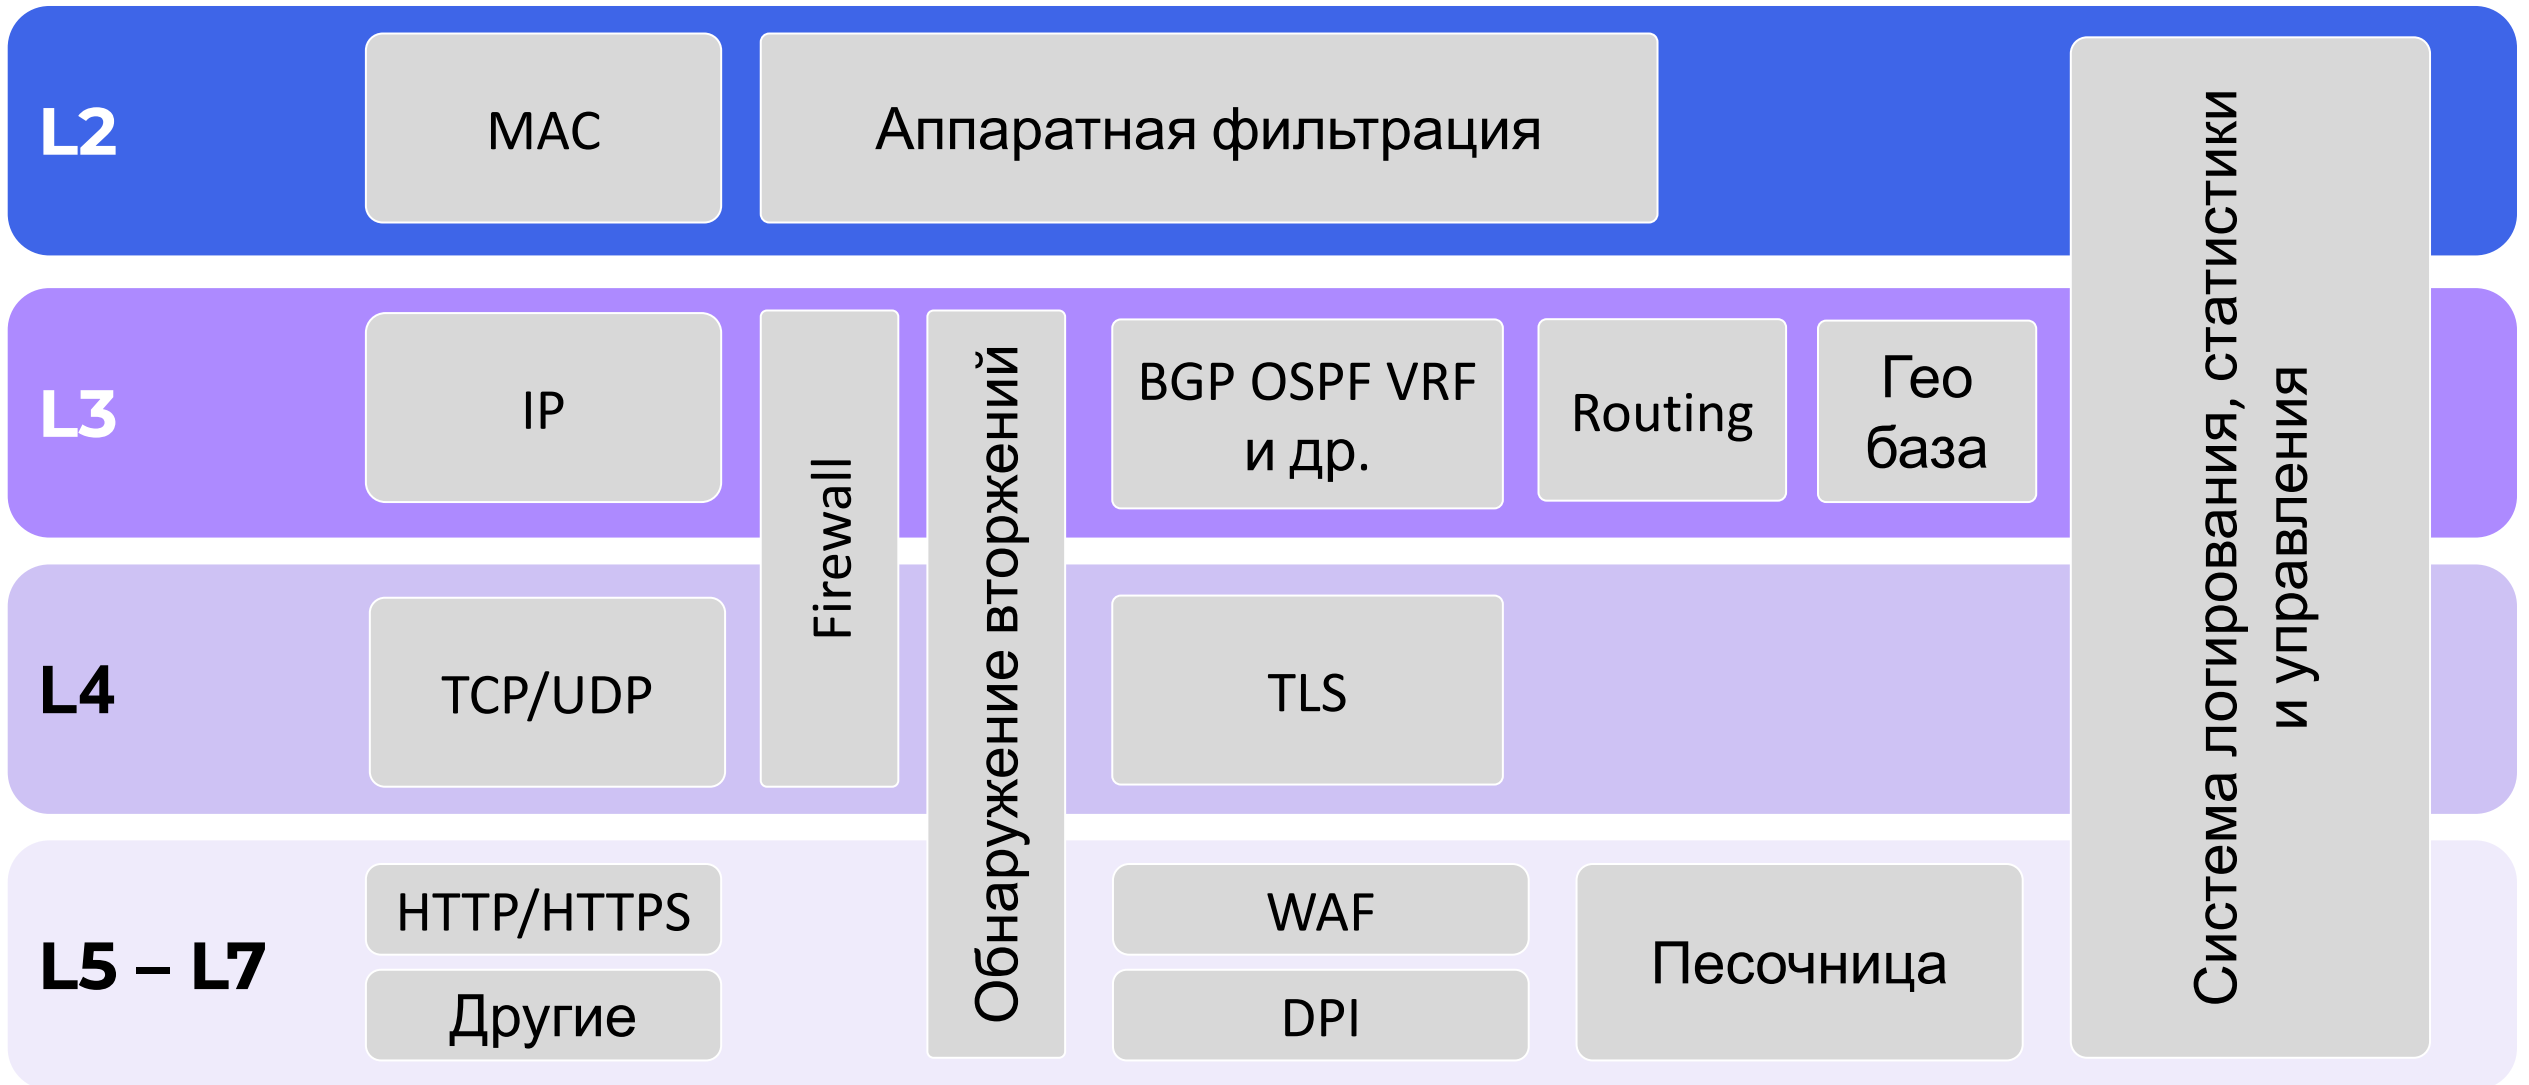 L2
MAC
Аппаратная фильтрация
L3
IP
Firewall
Обнаружение вторжений
BGP OSPF VRF
и др.
Routing
Гео
база
Система логирования, статистики
и управления
L4
TCP/UDP
TLS
L5 – L7
HTTP/HTTPS
Другие
WAF
DPI
Песочница